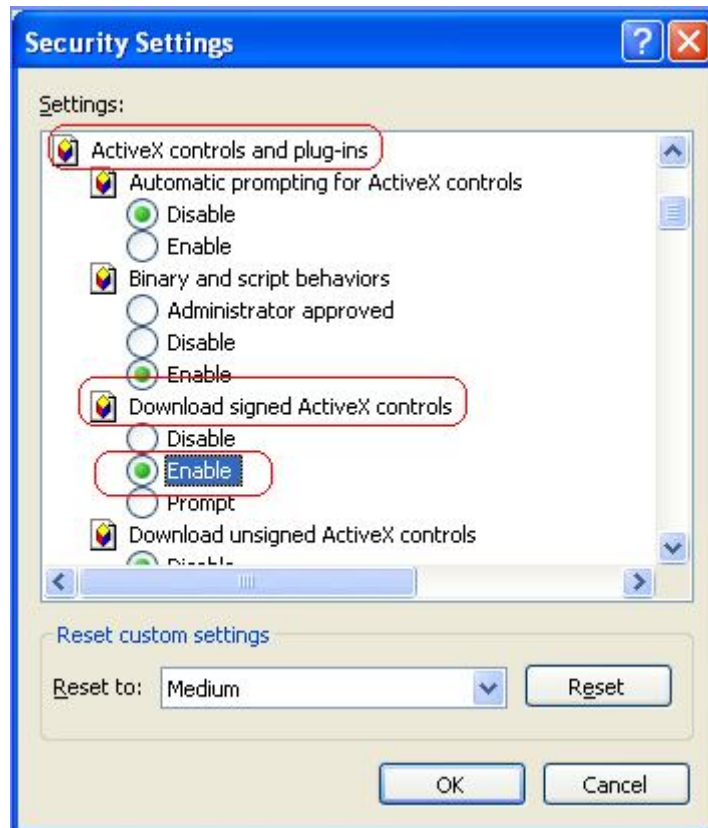 Security Settings
Settings:
ActiveX controls and plug-ins
Automatic prompting for ActiveX controls
Disable
Enable
Binary and script behaviors
Administrator approved
Disable
Enable
Download signed ActiveX controls
Disable
Enable
Prompt
Download unsigned ActiveX controls
Disable
Reset custom settings
Reset to: Medium Reset
OK Cancel